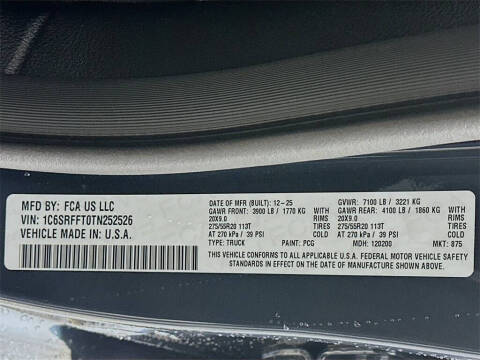 MFD BY: FCA US LLC
VIN: 1C6SRFFT0TN252526
VEHICLE MADE IN: U.S.A.
DATE OF MFR (BUILT): 12-25 GVWR: 7100 LB / 3221 KG
GAWR FRONT: 3900 LB / 1770 KG WITH TIRES GAWR REAR: 4100 LB / 1860 KG WITH
20X9.0 RIMS 20X9.0 TIRES
275/55R20 113T AT 275/55R20 113T RIMS
AT 270 kPa / 39 PSI COLD AT 270 kPa / 39 PSI COLD
TYPE: TRUCK PAINT: PCG MDH: 120200 MKT: 875
THIS VEHICLE CONFORMS TO ALL APPLICABLE U.S.A. FEDERAL MOTOR VEHICLE SAFETY
STANDARDS IN EFFECT ON THE DATE OF MANUFACTURE SHOWN ABOVE.